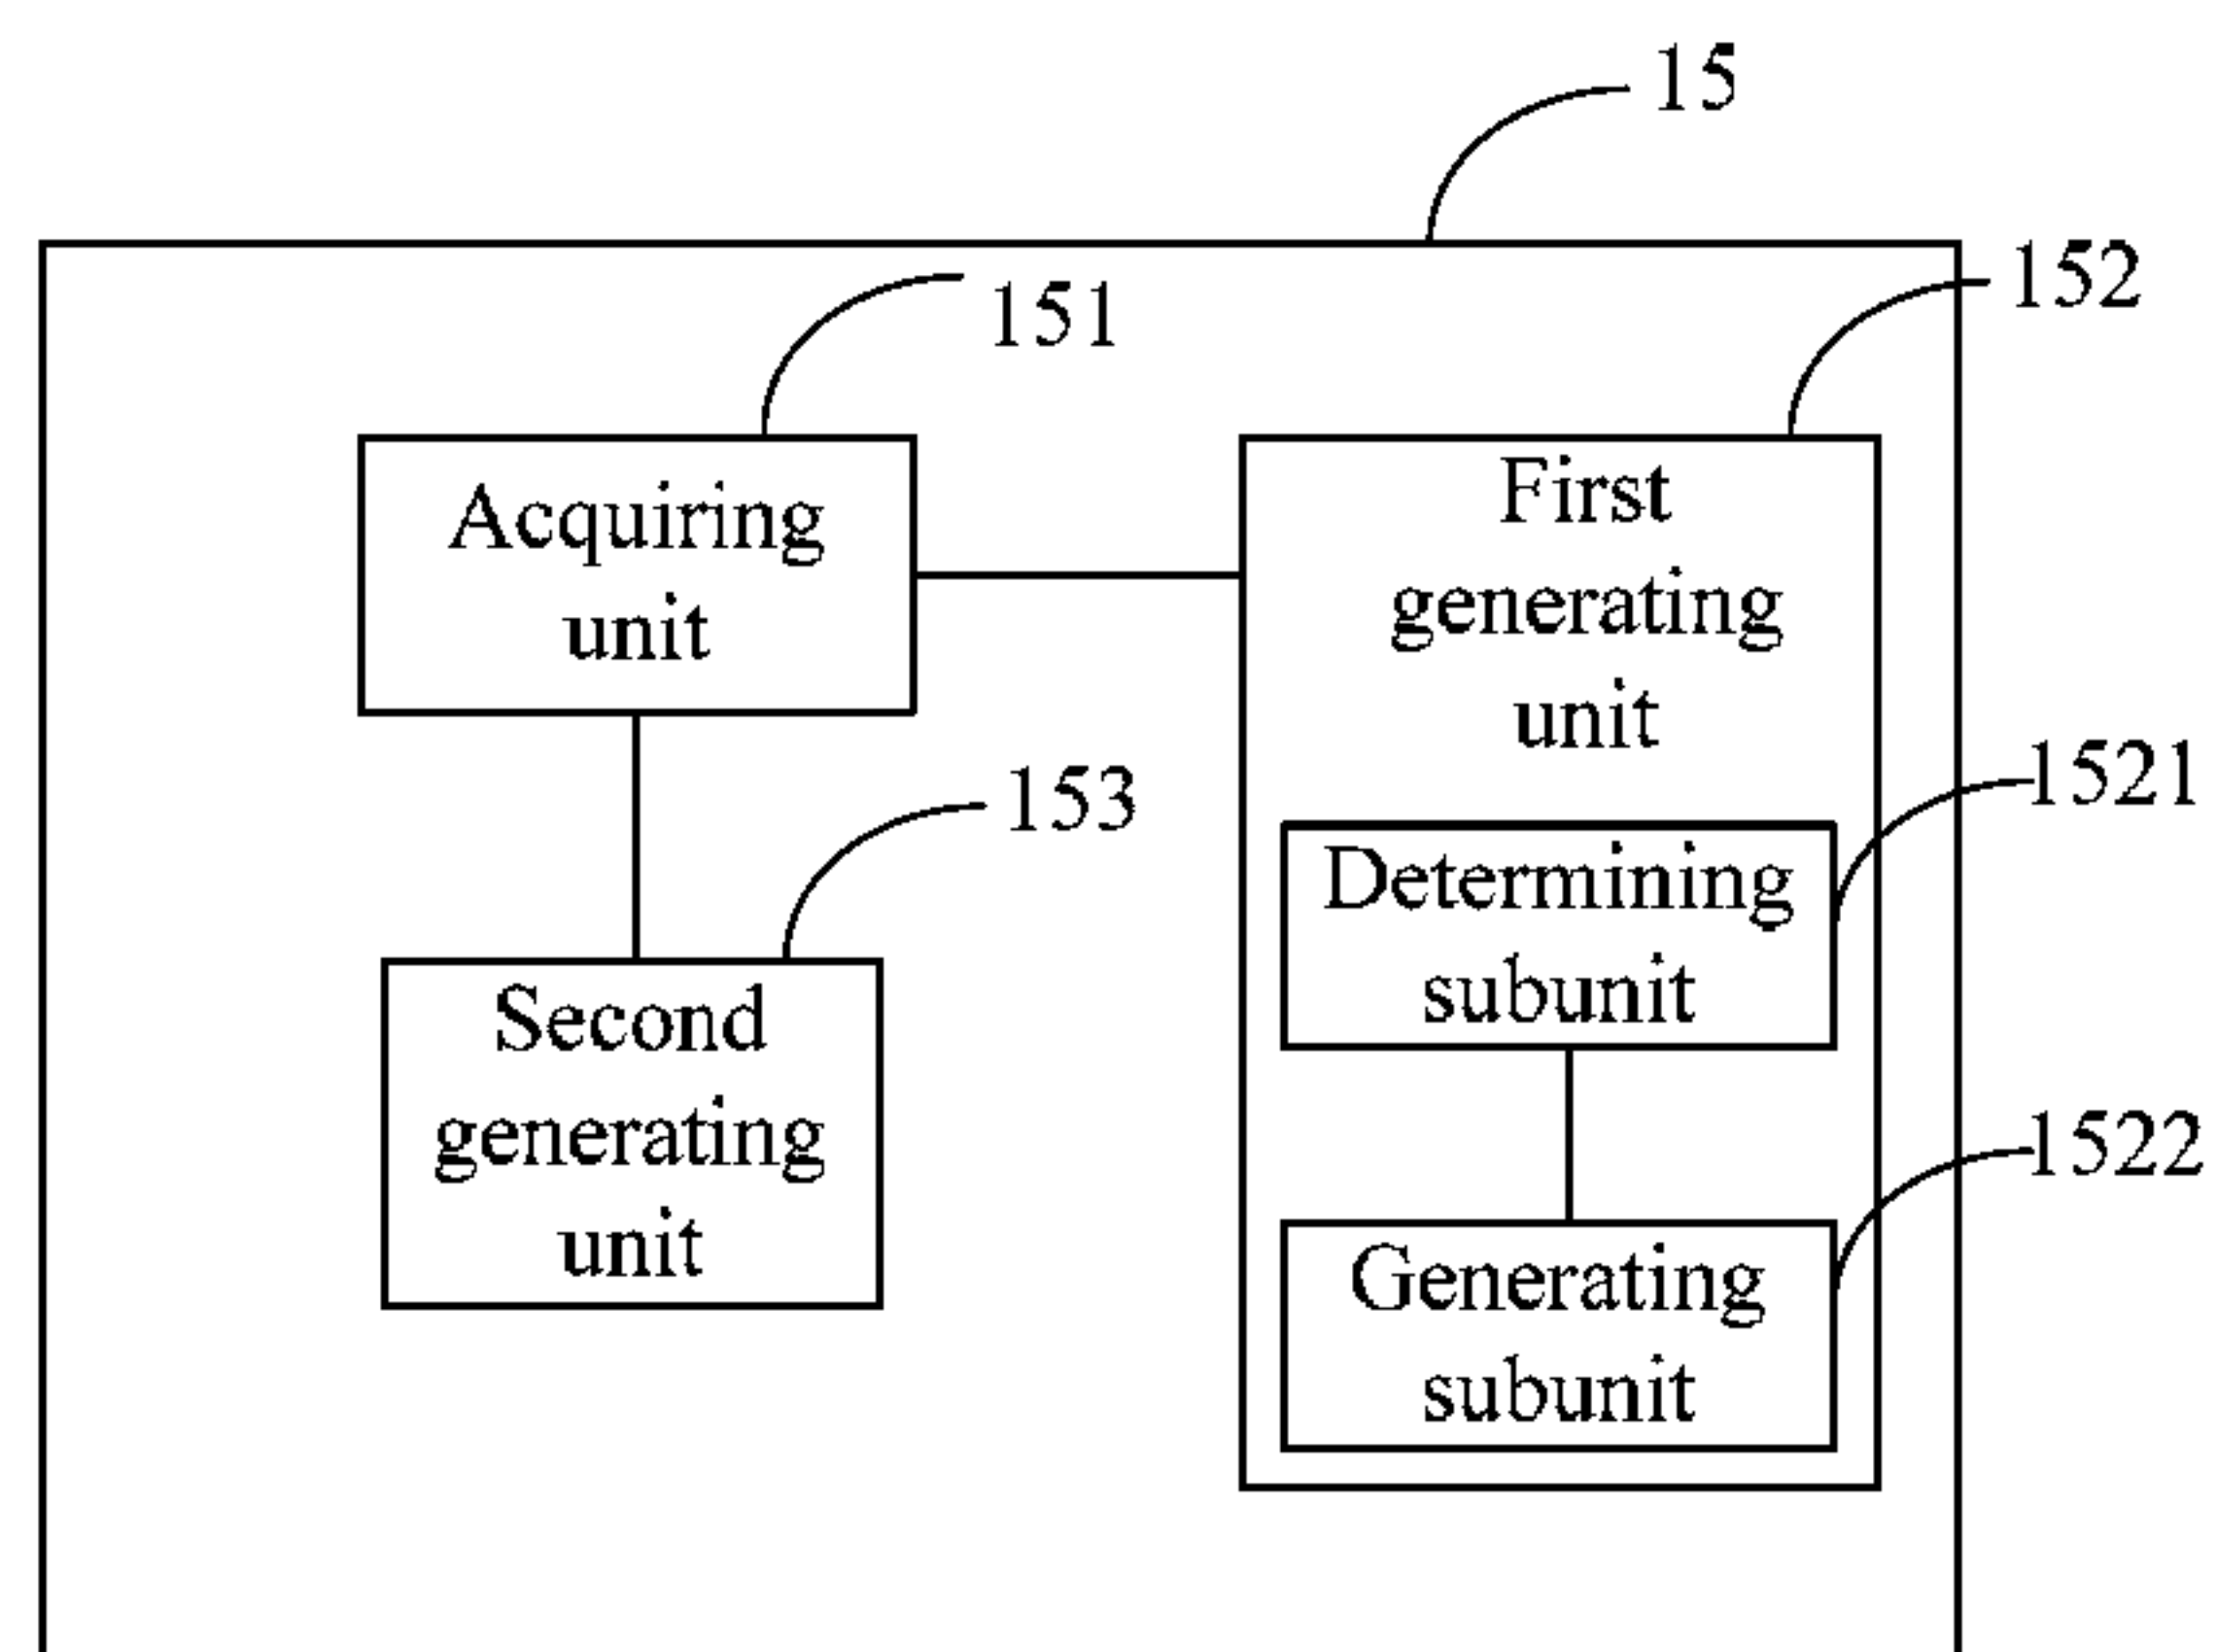 15
152
151
Acquiring
unit
First
generating
unit
153
1521
Second
generating
unit
Determining
subunit
1522
Generating
subunit